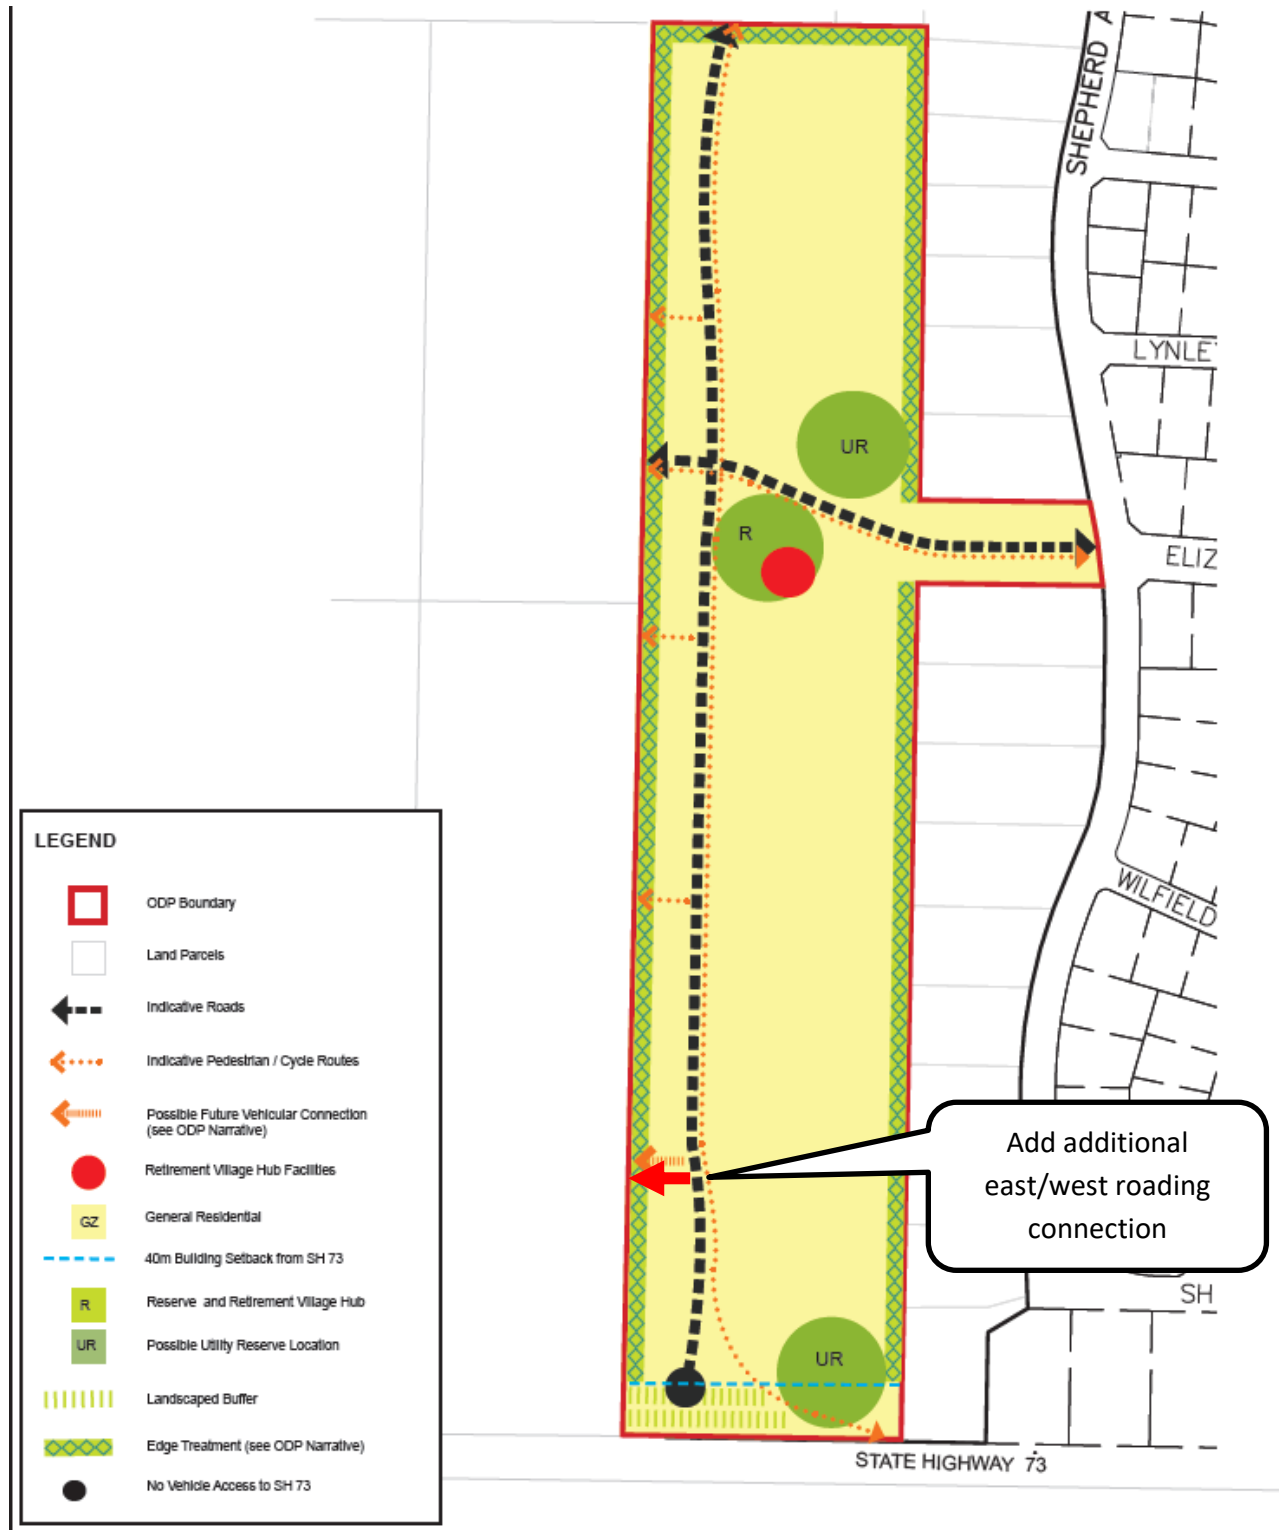 SHEPHERD A
LYNLE
UR
R
ELIZ
LEGEND
ODP Boundary
Land Parcels
Indicative Roads
Indicative Pedestrian / Cycle Routes
Possible Future Vehicular Connection
(see ODP Narrative)
Retirement Village Hub Facilities
GZ
General Residential
40m Building Setback from SH 73
R
Reserve and Retirement Village Hub
UR
Possible Utility Reserve Location
Landscaped Buffer
Edge Treatment (see ODP Narrative)
No Vehicle Access to SH 73
WILFIELD
Add additional
east/west roading
connection
SH
UR
STATE HIGHWAY 73